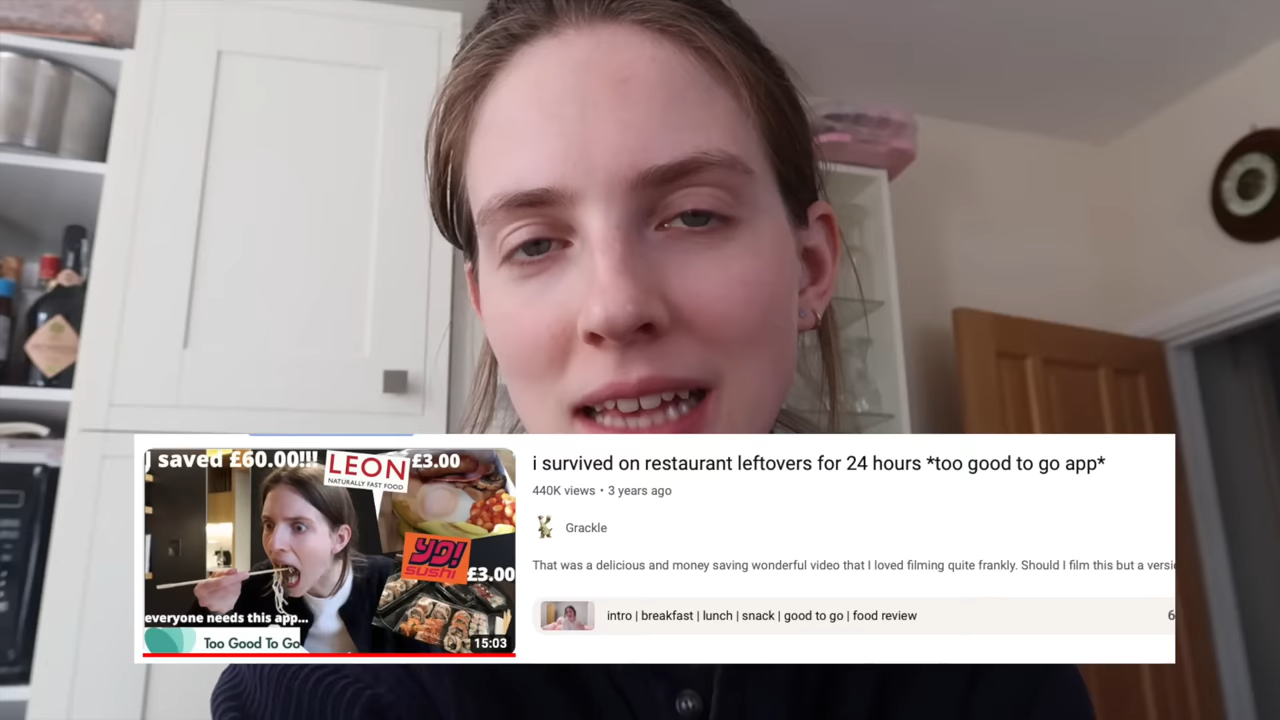 I saved £60.00!!!
LEON
NATURALLY FAST FOOD
£3.00
YO!
SUSHI
£3.00
everyone needs this app...
Too Good To Go
15:03
i survived on restaurant leftovers for 24 hours *too good to go app*
440K views • 3 years ago
Grackle
That was a delicious and money saving wonderful video that I loved filming quite frankly. Should I film this but a versi
intro | breakfast | lunch | snack | good to go | food review
6